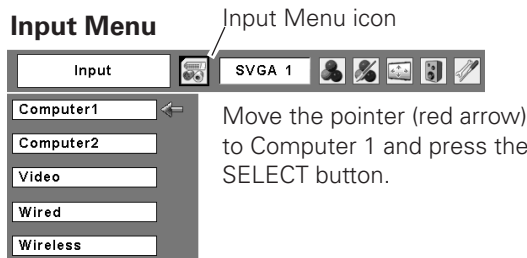 Input Menu
Input Menu icon
Input
SVGA 1
Computer1
Computer2
Video
Wired
Wireless
Move the pointer (red arrow)
to Computer 1 and press the
SELECT button.